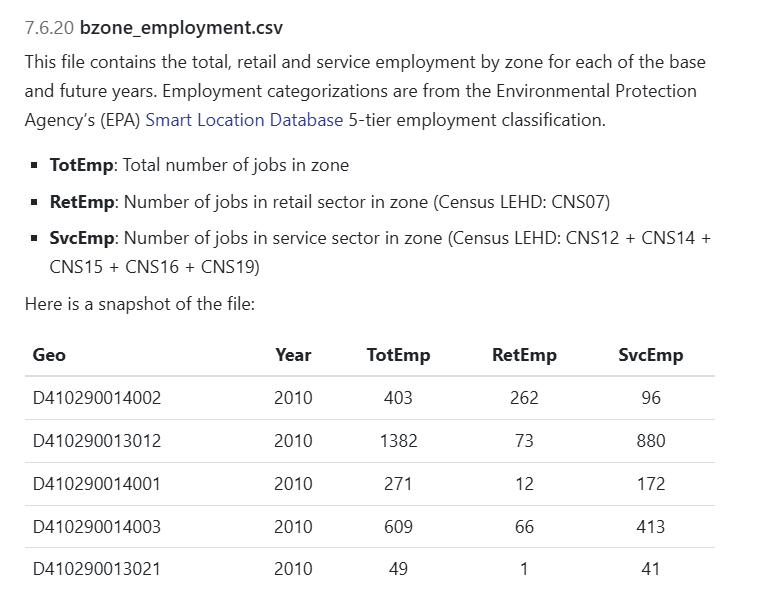 7.6.20 bzone_employment.csv
This file contains the total, retail and service employment by zone for each of the base
and future years. Employment categorizations are from the Environmental Protection
Agency's (EPA) Smart Location Database 5-tier employment classification.
▪ TotEmp: Total number of jobs in zone
▪ RetEmp: Number of jobs in retail sector in zone (Census LEHD: CNS07)
▪ SvcEmp: Number of jobs in service sector in zone (Census LEHD: CNS12 + CNS14 +
CNS15 + CNS16 + CNS19)
Here is a snapshot of the file:
Geo Year TotEmp RetEmp SvcEmp
D410290014002 2010 403 262 96
D410290013012 2010 1382 73 880
D410290014001 2010 271 12 172
D410290014003 2010 609 66 413
D410290013021 2010 49 1 41